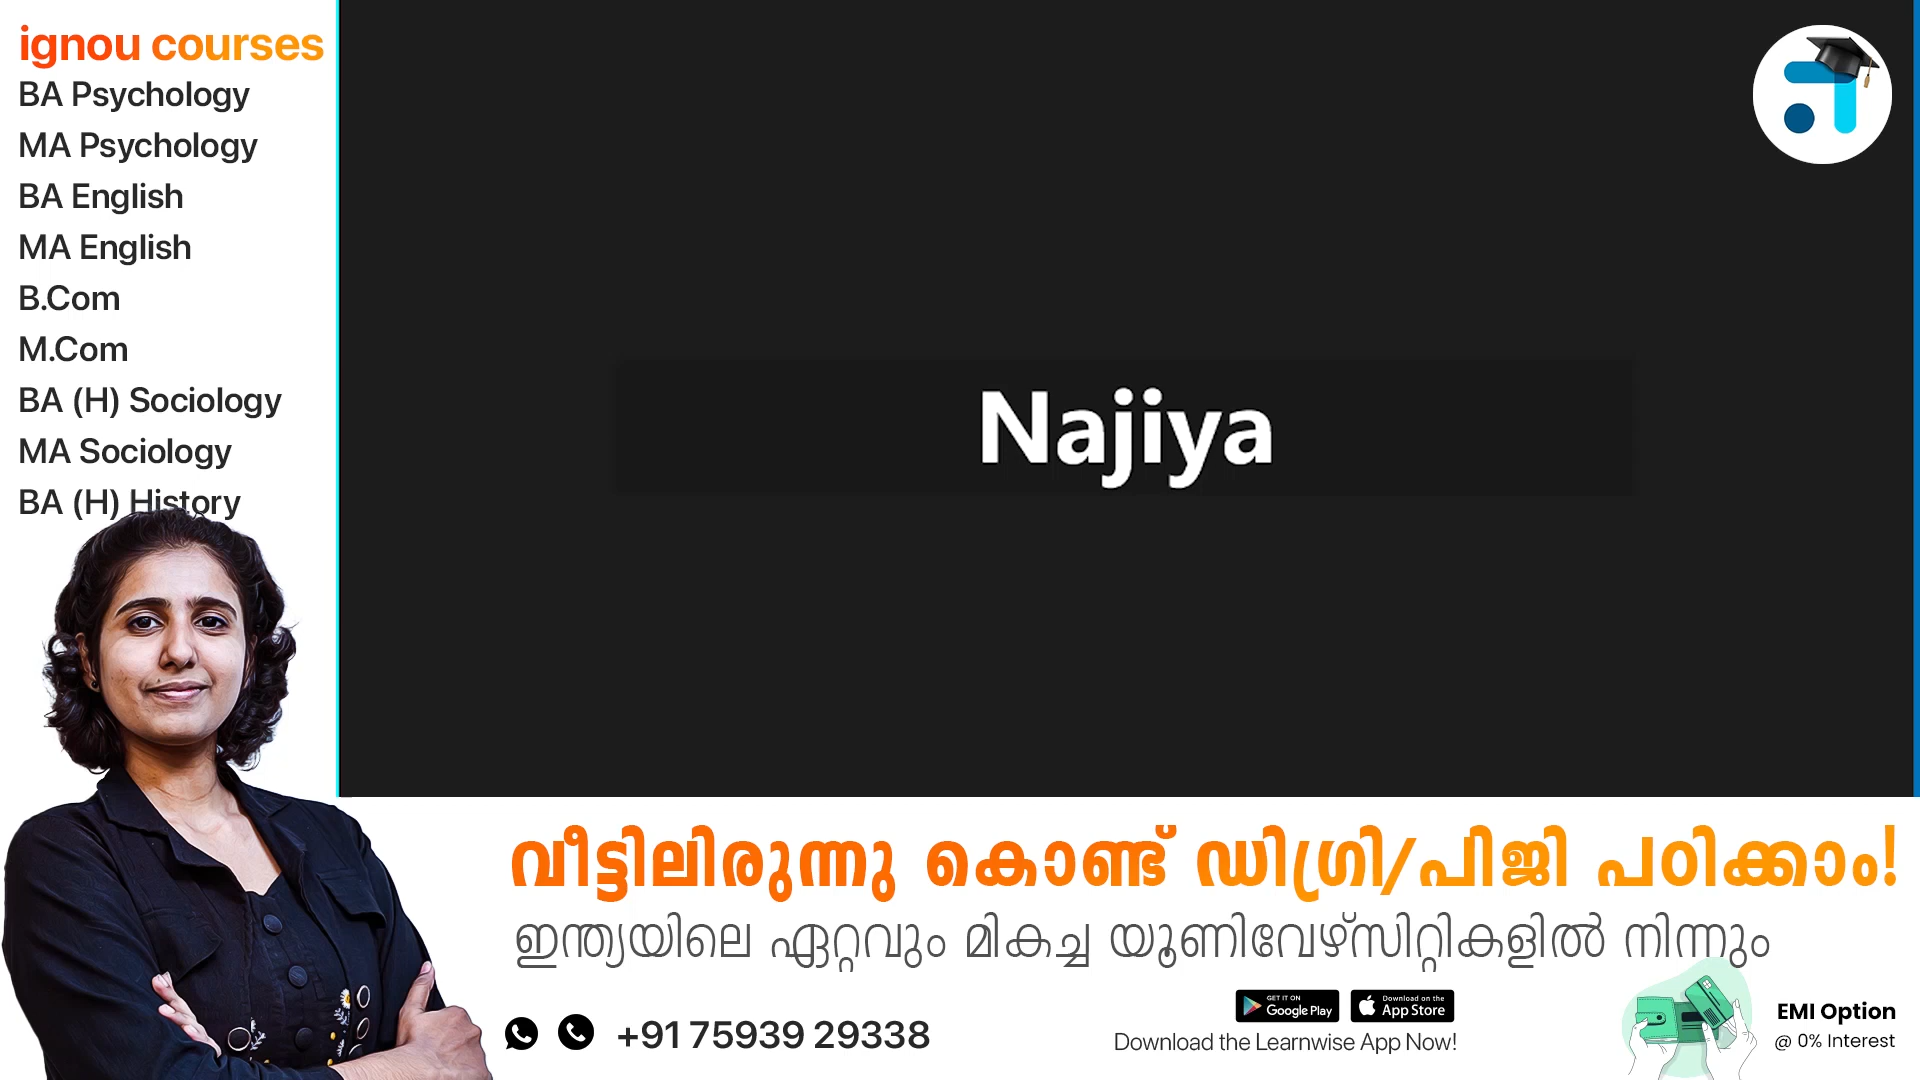 ignou courses
BA Psychology
MA Psychology
BA English
MA English
B.Com
M.Com
BA (H) Sociology
MA Sociology
BA (H) History
Najiya
വീട്ടിലിരുന്നു കൊണ്ട് ഡിഗ്രി/പിജി പഠിക്കാം!
ഇന്ത്യയിലെ ഏറ്റവും മികച്ച യൂണിവേഴ്സിറ്റികളിൽ നിന്നും
+91 75939 29338
GET IT ON
Google Play
Download on the
App Store
Download the Learnwise App Now!
EMI Option
@ 0% Interest